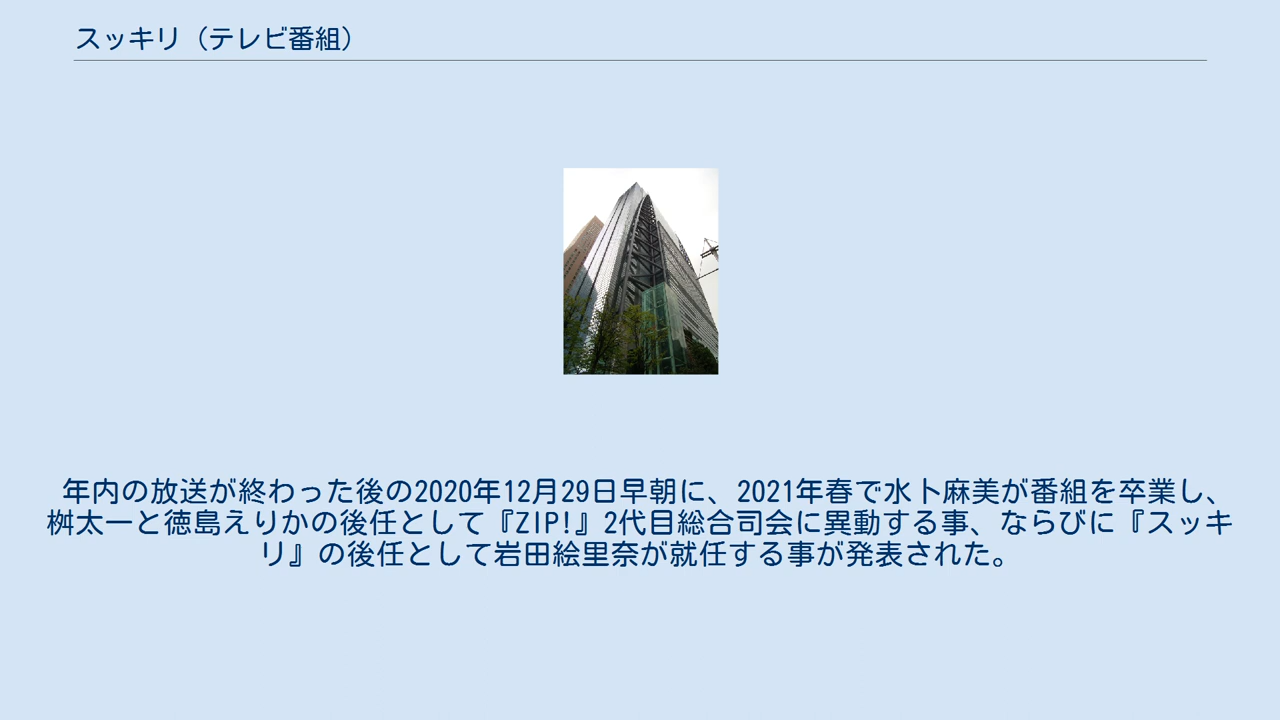 スッキリ（テレビ番組）
年内の放送が終わった後の2020年12月29日早朝に、2021年春で水卜麻美が番組を卒業し、
桝太一と徳島えりかの後任として『ZIP!』2代目総合司会に異動する事、ならびに『スッキ
リ』の後任として岩田絵里奈が就任する事が発表された。